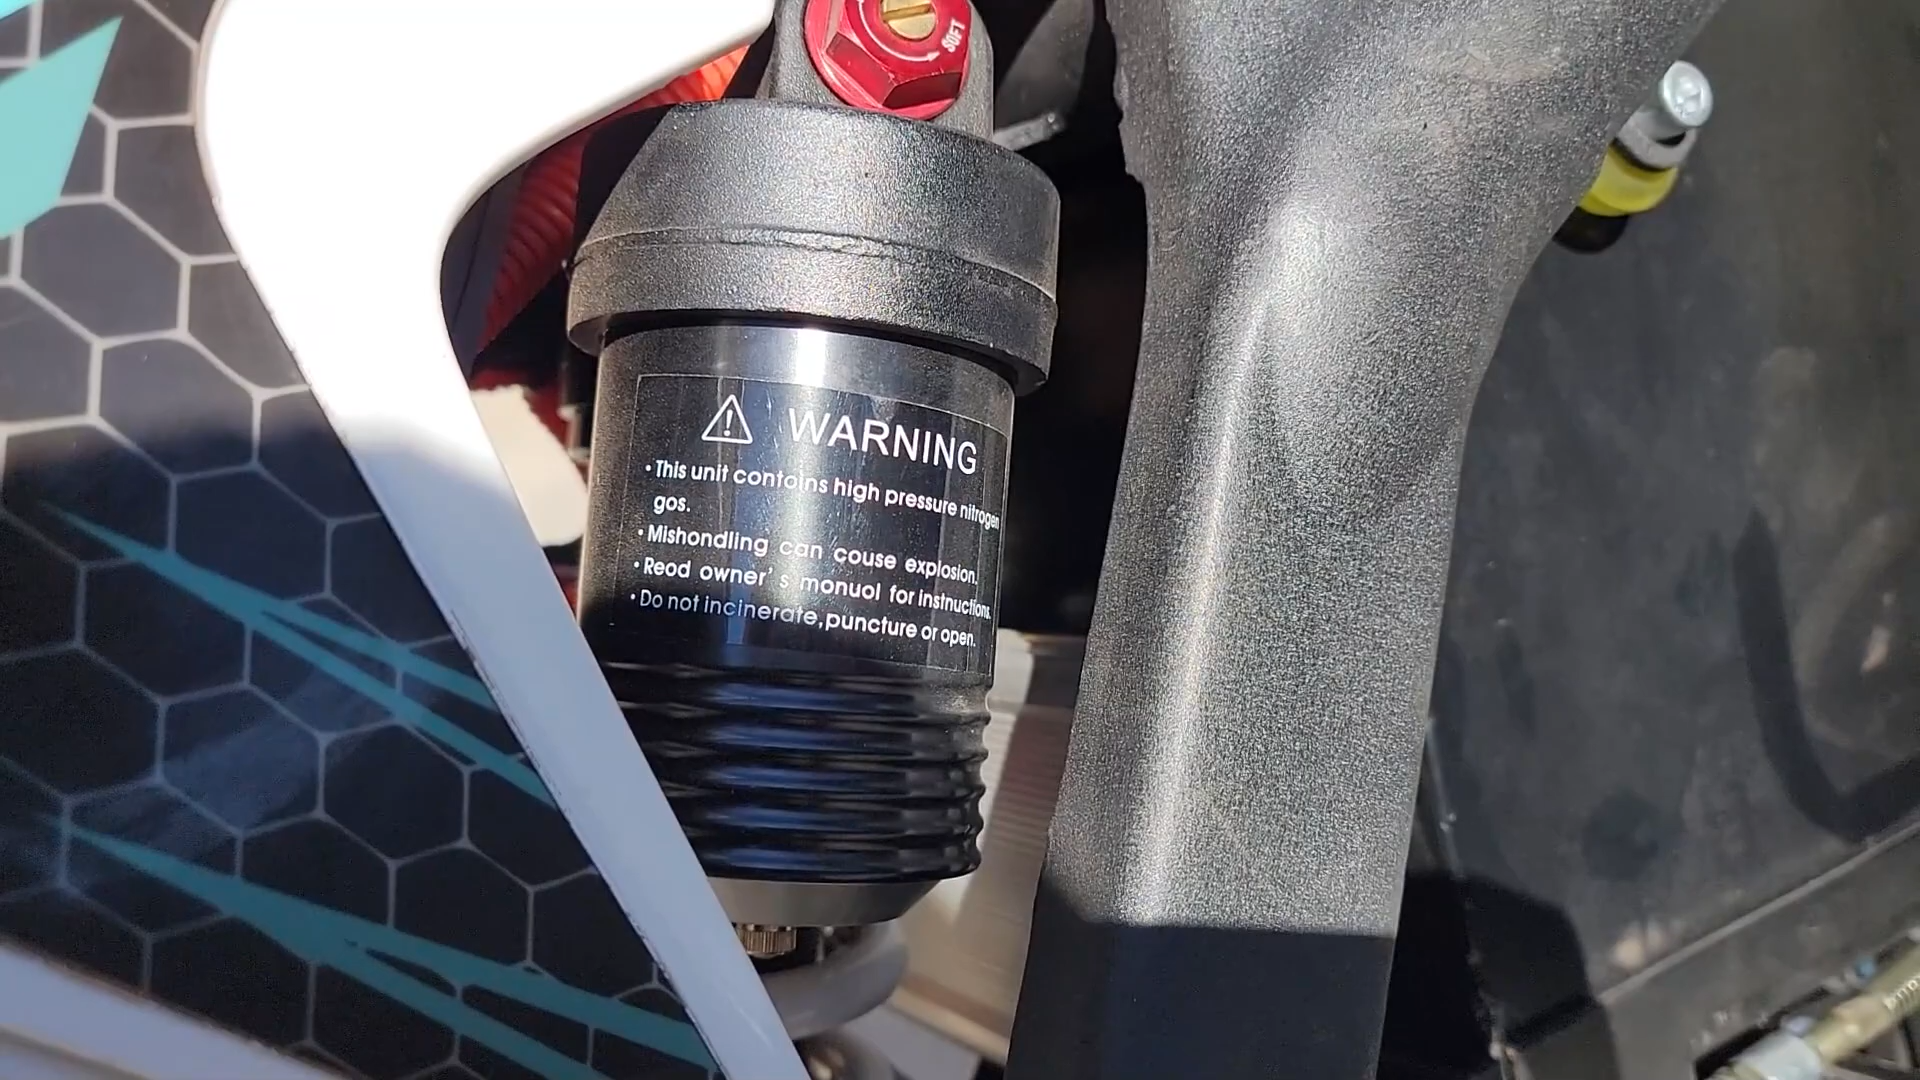 SOFT
WARNING
•This unit contoins high pressure nitrogen
gos.
•Mishondling can couse explosion.
•Reod owner's monuol for instnuctions.
•Do not incinerate,puncture or open.